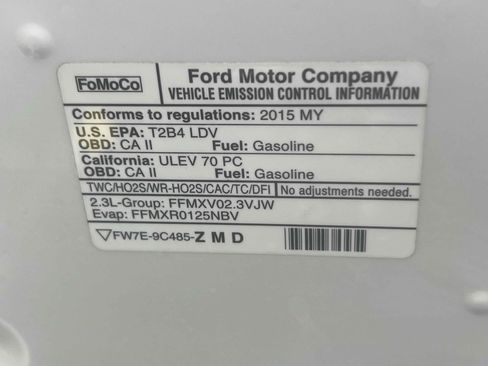 FoMoCo
Ford Motor Company
VEHICLE EMISSION CONTROL INFORMATION
Conforms to regulations: 2015 MY
U.S. EPA: T2B4 LDV
OBD: CA II Fuel: Gasoline
California: ULEV 70 PC
OBD: CA II Fuel: Gasoline
TWC/HO2S/WR-HO2S/CAC/TC/DFI No adjustments needed.
2.3L-Group: FFMXV02.3VJW
Evap: FFMXR0125NBV
▽FW7E-9C485-Z M D